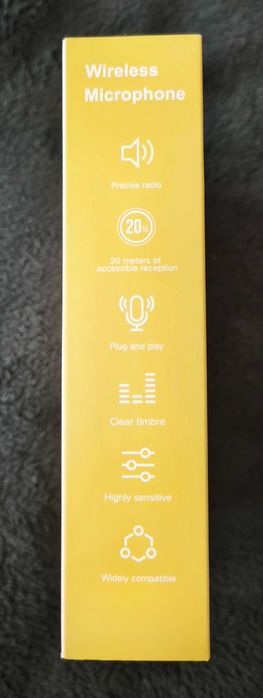 Wireless
Microphone
Precise radio
20M
20 meters of
accessible reception
Plug and play
Clear timbre
Highly sensitive
Widely compatible